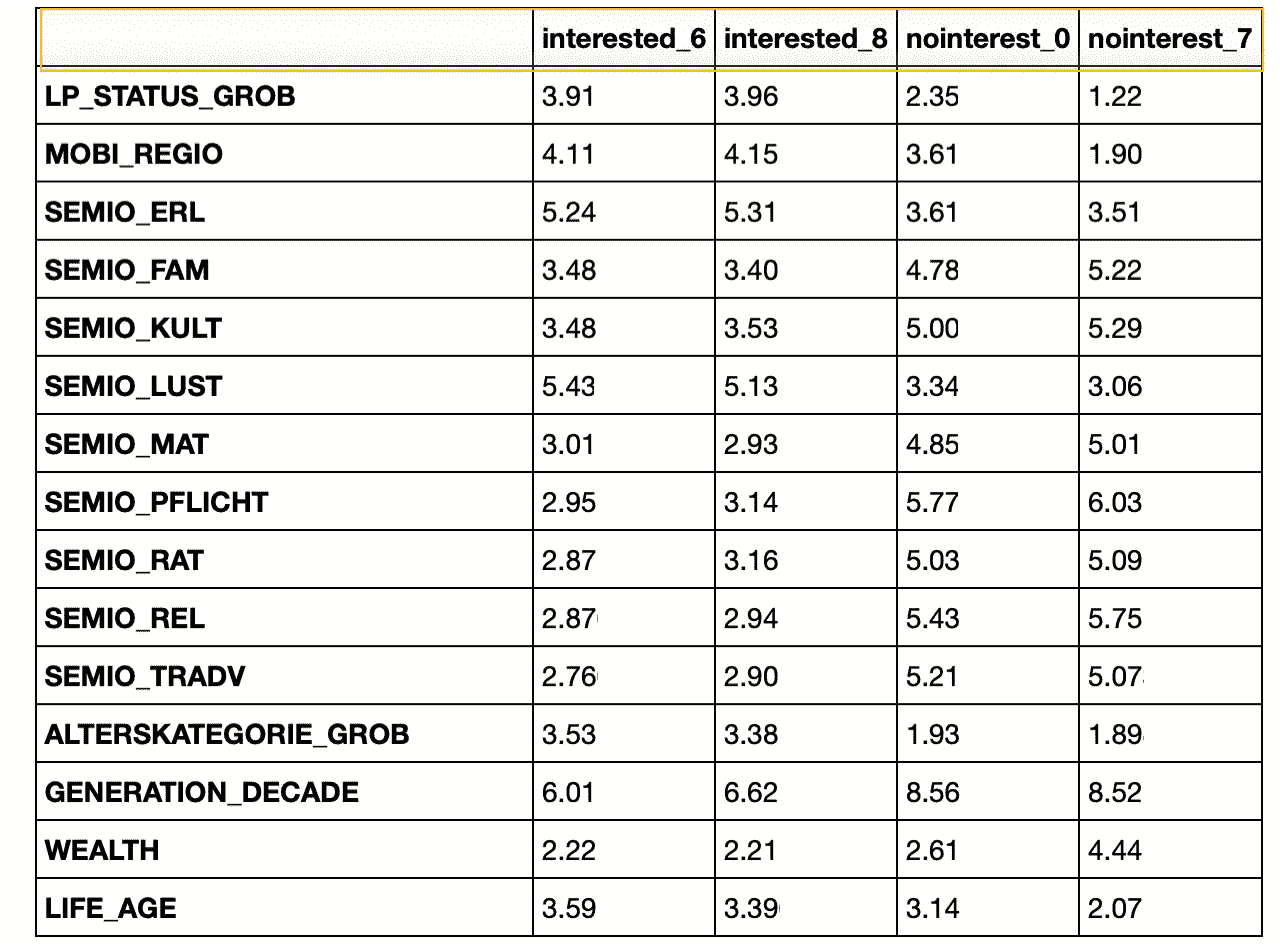 interested_6 interested_8 nointerest_0 nointerest_7
LP_STATUS_GROB 3.91 3.96 2.35 1.22
MOBI_REGIO 4.11 4.15 3.61 1.90
SEMIO_ERL 5.24 5.31 3.61 3.51
SEMIO_FAM 3.48 3.40 4.78 5.22
SEMIO_KULT 3.48 3.53 5.00 5.29
SEMIO_LUST 5.43 5.13 3.34 3.06
SEMIO_MAT 3.01 2.93 4.85 5.01
SEMIO_PFLICHT 2.95 3.14 5.77 6.03
SEMIO_RAT 2.87 3.16 5.03 5.09
SEMIO_REL 2.87 2.94 5.43 5.75
SEMIO_TRADV 2.76 2.90 5.21 5.07
ALTERSKATEGORIE_GROB 3.53 3.38 1.93 1.89
GENERATION_DECADE 6.01 6.62 8.56 8.52
WEALTH 2.22 2.21 2.61 4.44
LIFE_AGE 3.59 3.39 3.14 2.07